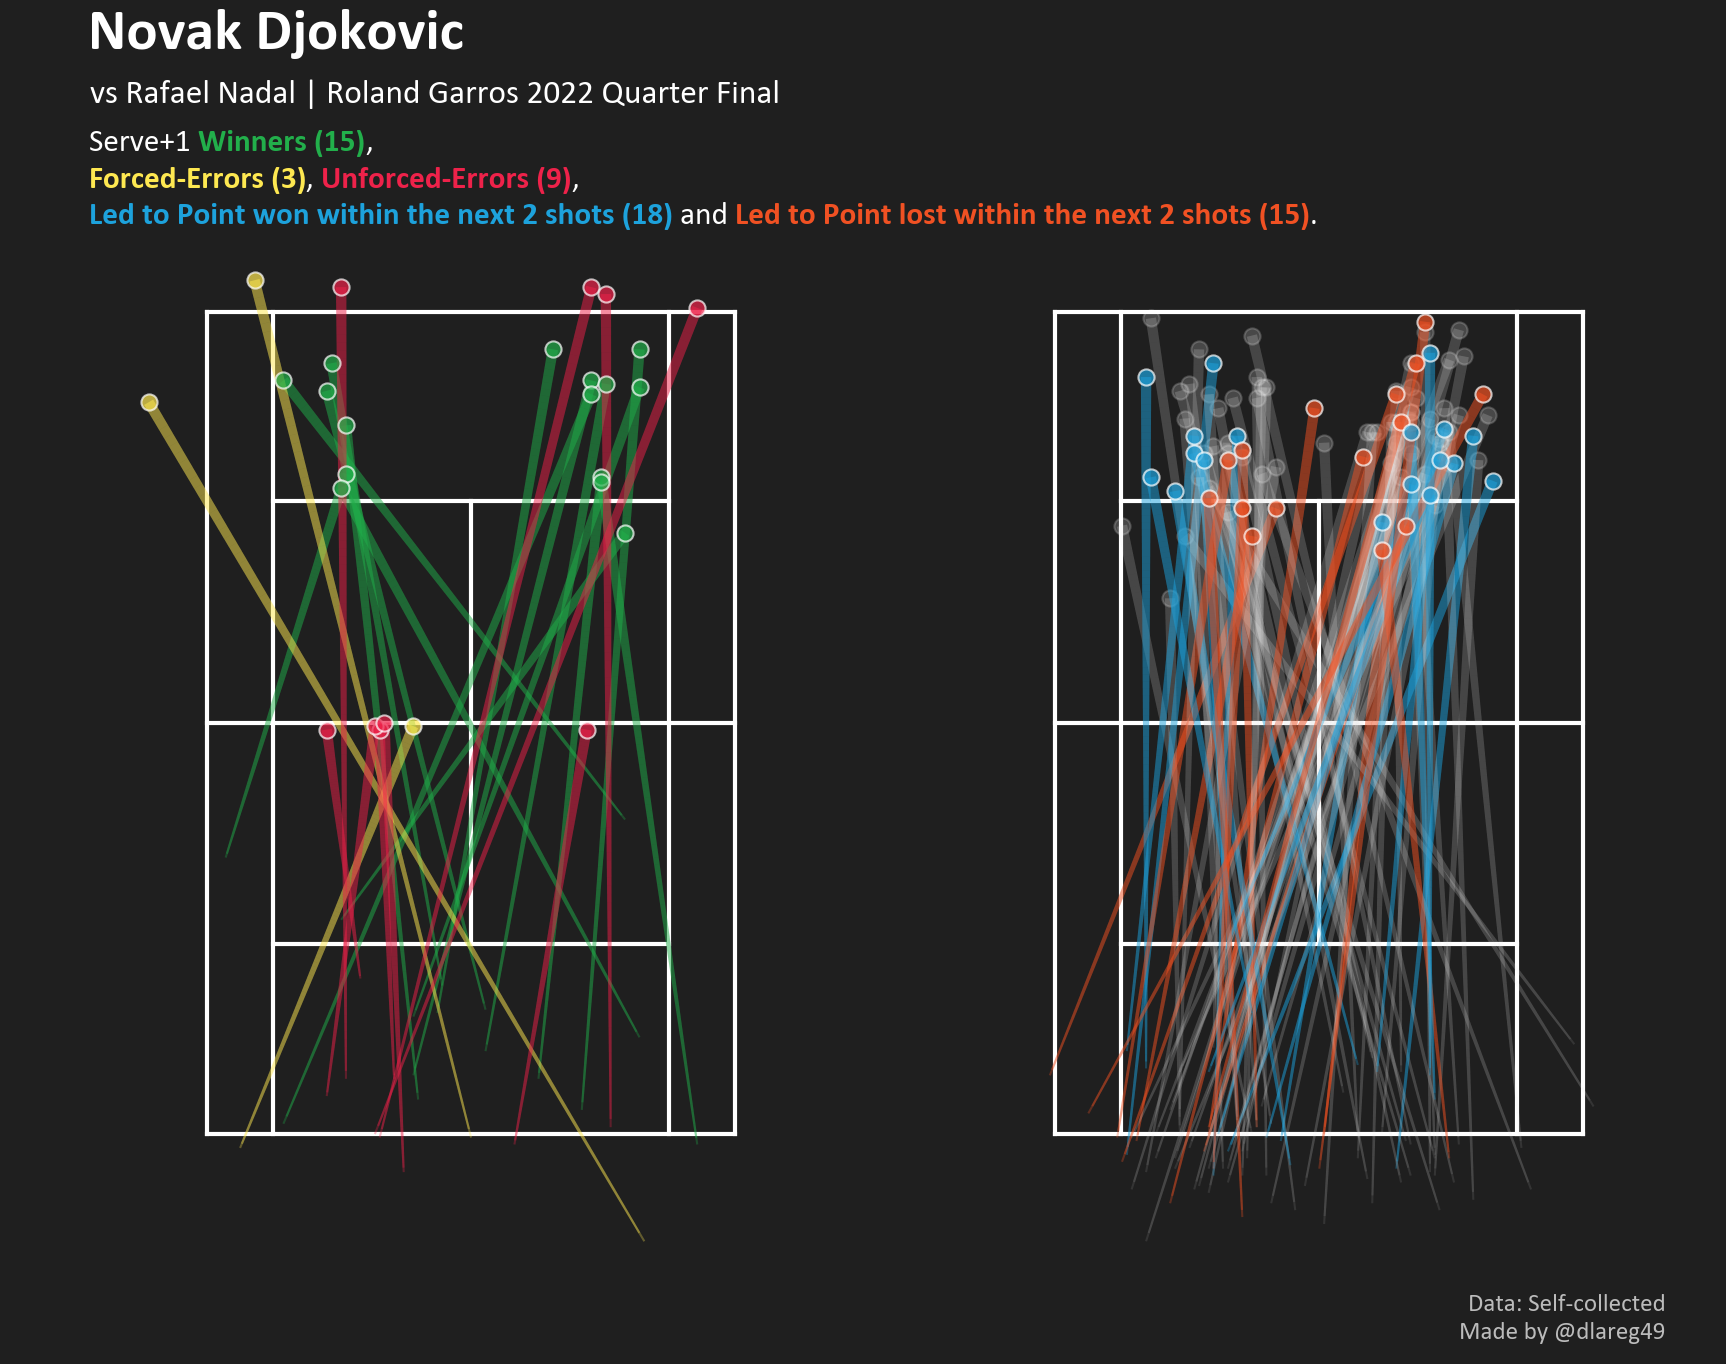 Novak Djokovic
vs Rafael Nadal | Roland Garros 2022 Quarter Final
Serve+1 Winners (15),
Forced-Errors (3), Unforced-Errors (9),
Led to Point won within the next 2 shots (18) and Led to Point lost within the next 2 shots (15).
Data: Self-collected
Made by @dlareg49